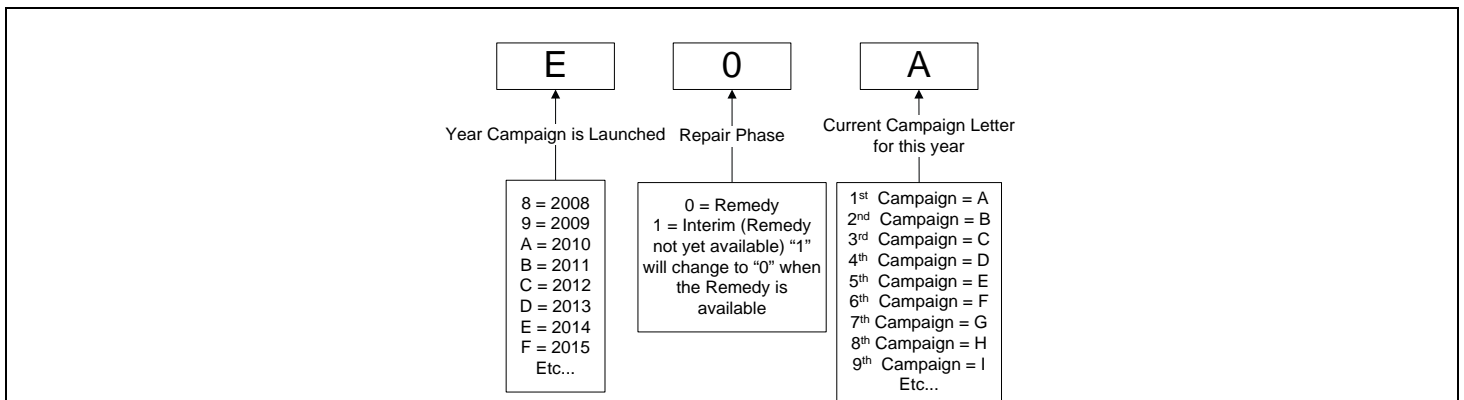 E 0 A
Year Campaign is Launched
Repair Phase
Current Campaign Letter
for this year
8 = 2008
9 = 2009
A = 2010
B = 2011
C = 2012
D = 2013
E = 2014
F = 2015
Etc...
0 = Remedy
1 = Interim (Remedy
not yet available) “1”
will change to “0” when
the Remedy is
available
1st Campaign = A
2nd Campaign = B
3rd Campaign = C
4th Campaign = D
5th Campaign = E
6th Campaign = F
7th Campaign = G
8th Campaign = H
9th Campaign = I
Etc...